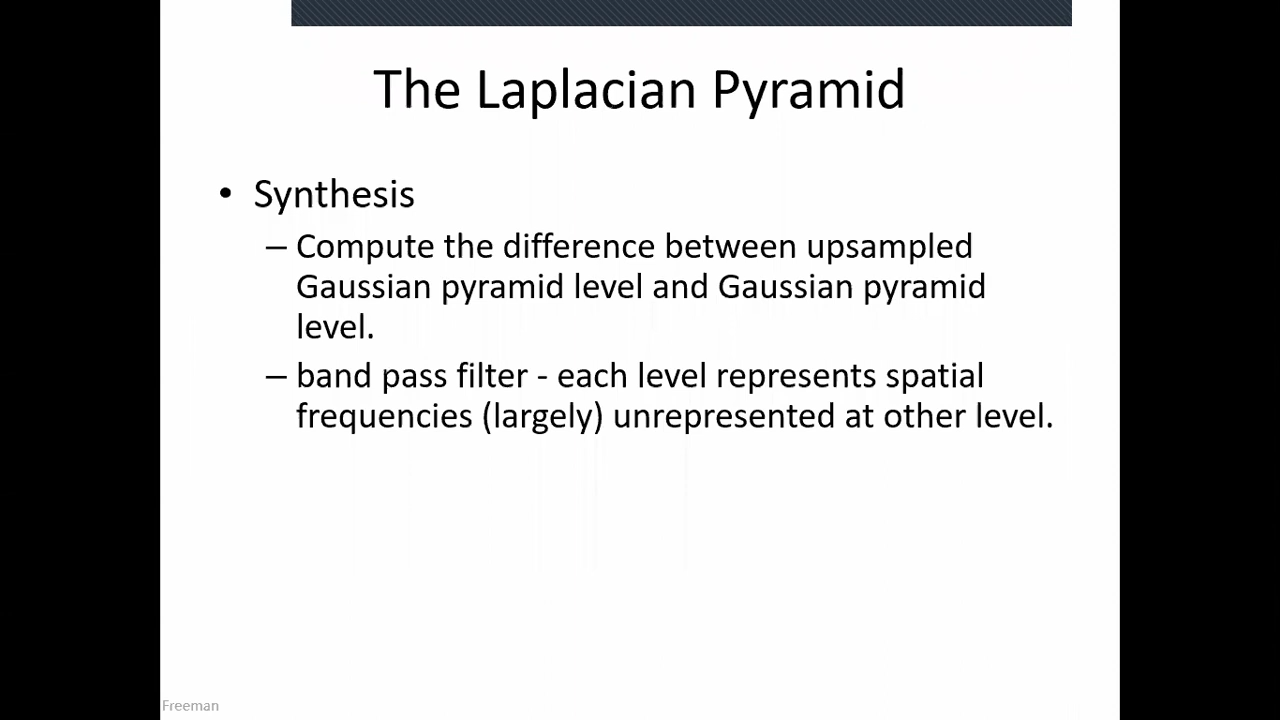 The Laplacian Pyramid
• Synthesis
– Compute the difference between upsampled
Gaussian pyramid level and Gaussian pyramid
level.
– band pass filter - each level represents spatial
frequencies (largely) unrepresented at other level.
Freeman